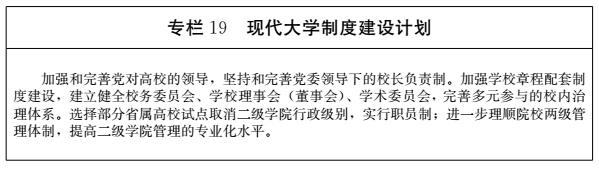 专栏 19　现代大学制度建设计划
加强和完善党对高校的领导，坚持和完善党委领导下的校长负责制。加强学校章程配套制
度建设，建立健全校务委员会、学校理事会（董事会）、学术委员会，完善多元参与的校内治
理体系。选择部分省属高校试点取消二级学院行政级别，实行职员制；进一步理顺院校两级管
理体制，提高二级学院管理的专业化水平。